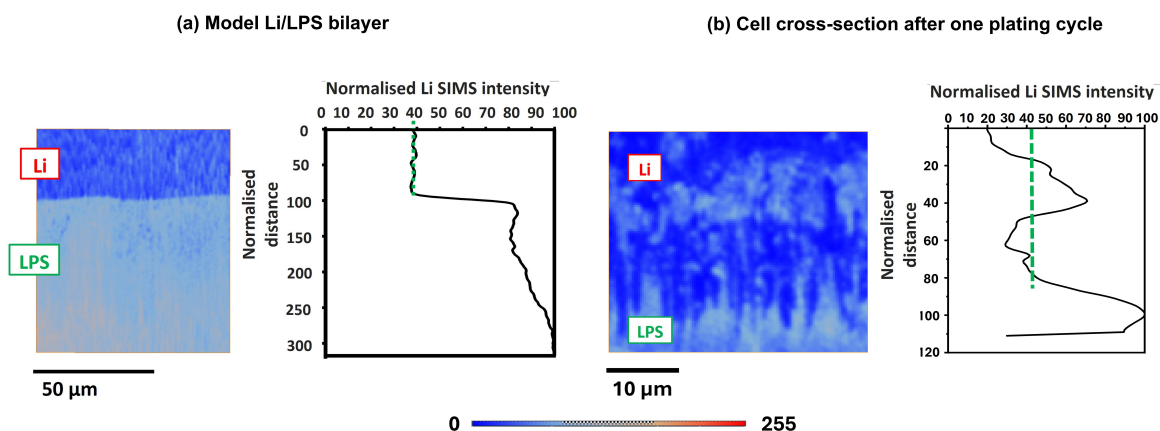 (a) Model Li/LPS bilayer
(b) Cell cross-section after one plating cycle
Normalised Li SIMS intensity
0 10 20 30 40 50 60 70 80 90 100
0
50
100
150
200
250
300
Normalised
distance
Li
LPS
50 µm
Normalised Li SIMS intensity
0 10 20 30 40 50 60 70 80 90 100
20
40
60
80
100
120
Normalised
distance
Li
LPS
10 µm
0
255